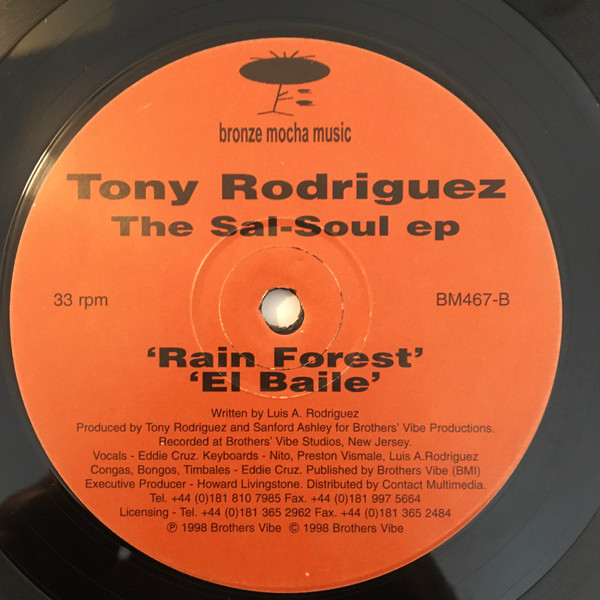 bronze mocha music
Tony Rodriguez
The Sal-Soul ep
33 rpm
BM467-B
'Rain Forest'
'El Baile'
Written by Luis A. Rodriguez
Produced by Tony Rodriguez and Sanford Ashley for Brothers' Vibe Productions.
Recorded at Brothers' Vibe Studios, New Jersey.
Vocals - Eddie Cruz. Keyboards - Nito, Preston Vismale, Luis A.Rodriguez
Congas, Bongos, Timbales - Eddie Cruz. Published by Brothers Vibe (BMI)
Executive Producer - Howard Livingstone. Distributed by Contact Multimedia.
Tel. +44 (0)181 810 7985 Fax. +44 (0)181 997 5664
Licensing - Tel. +44 (0)181 365 2962 Fax. +44 (0)181 365 2484
℗ 1998 Brothers Vibe © 1998 Brothers Vibe